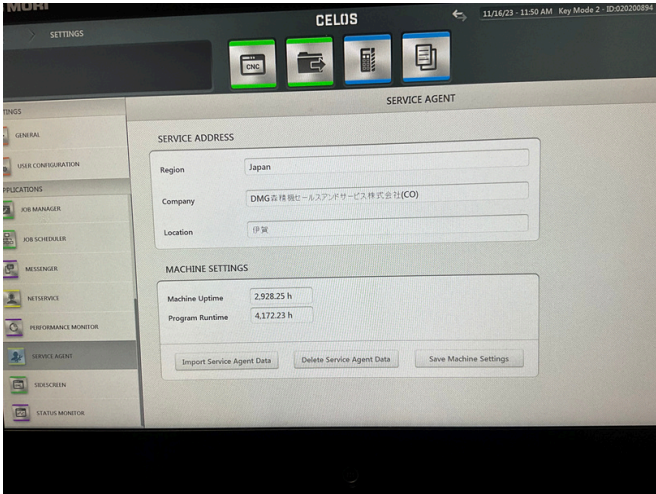 MORI
CELOS
11/16/23 - 11:50 AM Key Mode 2 - ID:020200894
SETTINGS
CNC
SERVICE AGENT
TINGS
GENERAL
USER CONFIGURATION
PPLICATIONS
JOB MANAGER
JOB SCHEDULER
MESSENGER
NETSERVICE
PERFORMANCE MONITOR
SERVICE AGENT
SIDESCREEN
STATUS MONITOR
SERVICE ADDRESS
Region Japan
Company DMG森精機セールスアンドサービス株式会社(CO)
Location 伊賀
MACHINE SETTINGS
Machine Uptime 2,928.25 h
Program Runtime 4,172.23 h
Import Service Agent Data Delete Service Agent Data Save Machine Settings